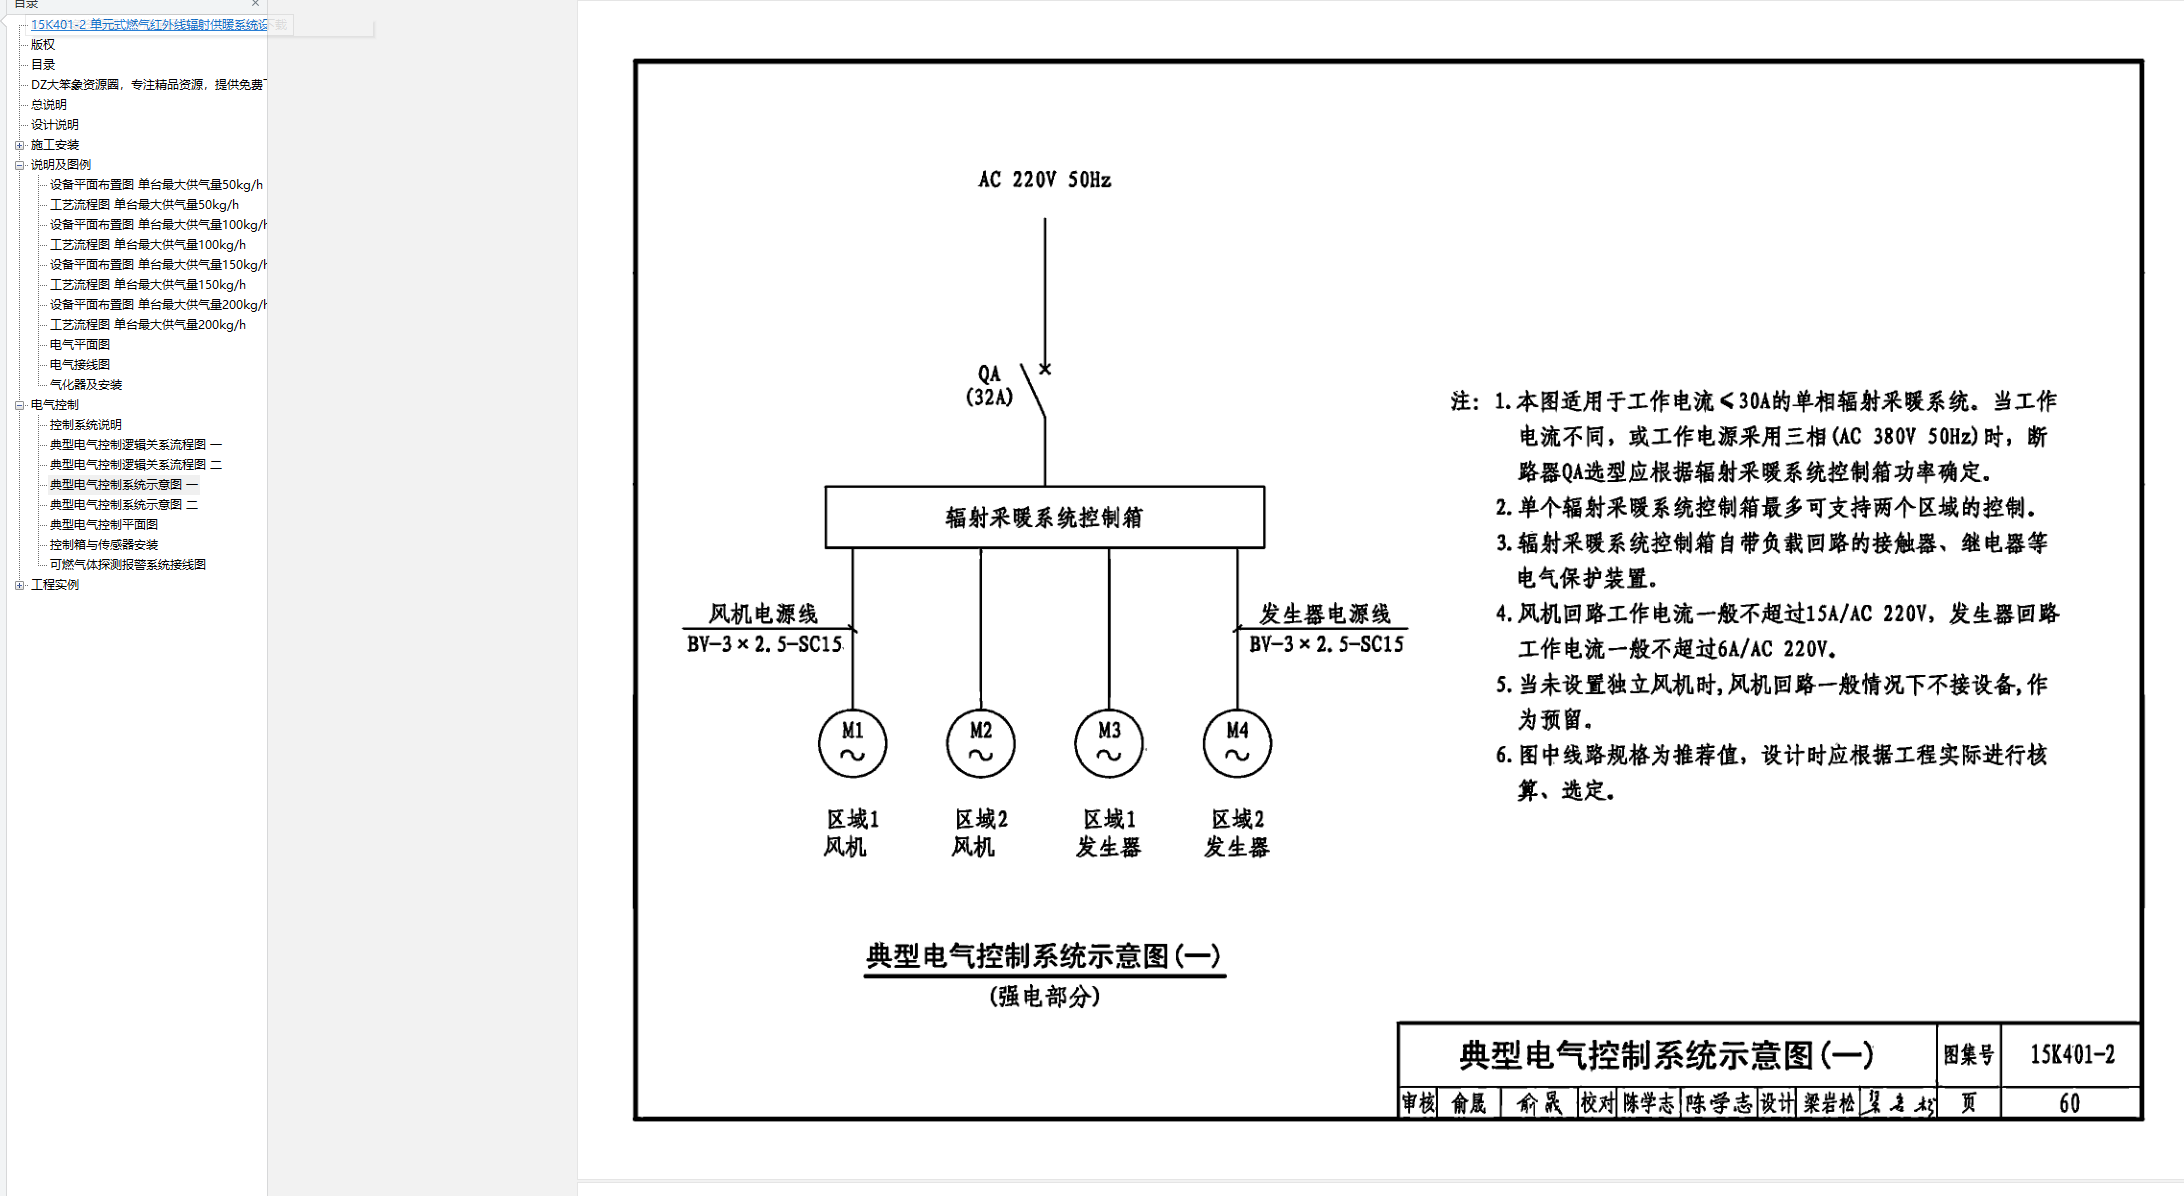 目录
15K401-2 单元式燃气红外线辐射供暖系统设
版权
目录
DZ大笨象资源圈，专注精品资源，提供免费
总说明
设计说明
施工安装
说明及图例
设备平面布置图 单台最大供气量50kg/h
工艺流程图 单台最大供气量50kg/h
设备平面布置图 单台最大供气量100kg/h
工艺流程图 单台最大供气量100kg/h
设备平面布置图 单台最大供气量150kg/h
工艺流程图 单台最大供气量150kg/h
设备平面布置图 单台最大供气量200kg/h
工艺流程图 单台最大供气量200kg/h
电气平面图
电气接线图
气化器及安装
电气控制
控制系统说明
典型电气控制逻辑关系流程图 一
典型电气控制逻辑关系流程图 二
典型电气控制系统示意图 一
典型电气控制系统示意图 二
典型电气控制平面图
控制箱与传感器安装
可燃气体探测报警系统接线图
工程实例
AC 220V 50Hz
QA
(32A)
辐射采暖系统控制箱
风机电源线
BV-3×2.5-SC15
发生器电源线
BV-3×2.5-SC15
M1
M2
M3
M4
区域1
风机
区域2
风机
区域1
发生器
区域2
发生器
典型电气控制系统示意图(一)
(强电部分)
注：1.本图适用于工作电流≤30A的单相辐射采暖系统。当工作
电流不同，或工作电源采用三相(AC 380V 50Hz)时，断
路器QA选型应根据辐射采暖系统控制箱功率确定。
2.单个辐射采暖系统控制箱最多可支持两个区域的控制。
3.辐射采暖系统控制箱自带负载回路的接触器、继电器等
电气保护装置。
4.风机回路工作电流一般不超过15A/AC 220V，发生器回路
工作电流一般不超过6A/AC 220V。
5.当未设置独立风机时,风机回路一般情况下不接设备,作
为预留。
6.图中线路规格为推荐值，设计时应根据工程实际进行核
算、选定。
典型电气控制系统示意图(一) 图集号 15K401-2
审核 俞晟 俞晟 校对 陈学志 陈学志 设计 梁岩松 梁岩松 页 60